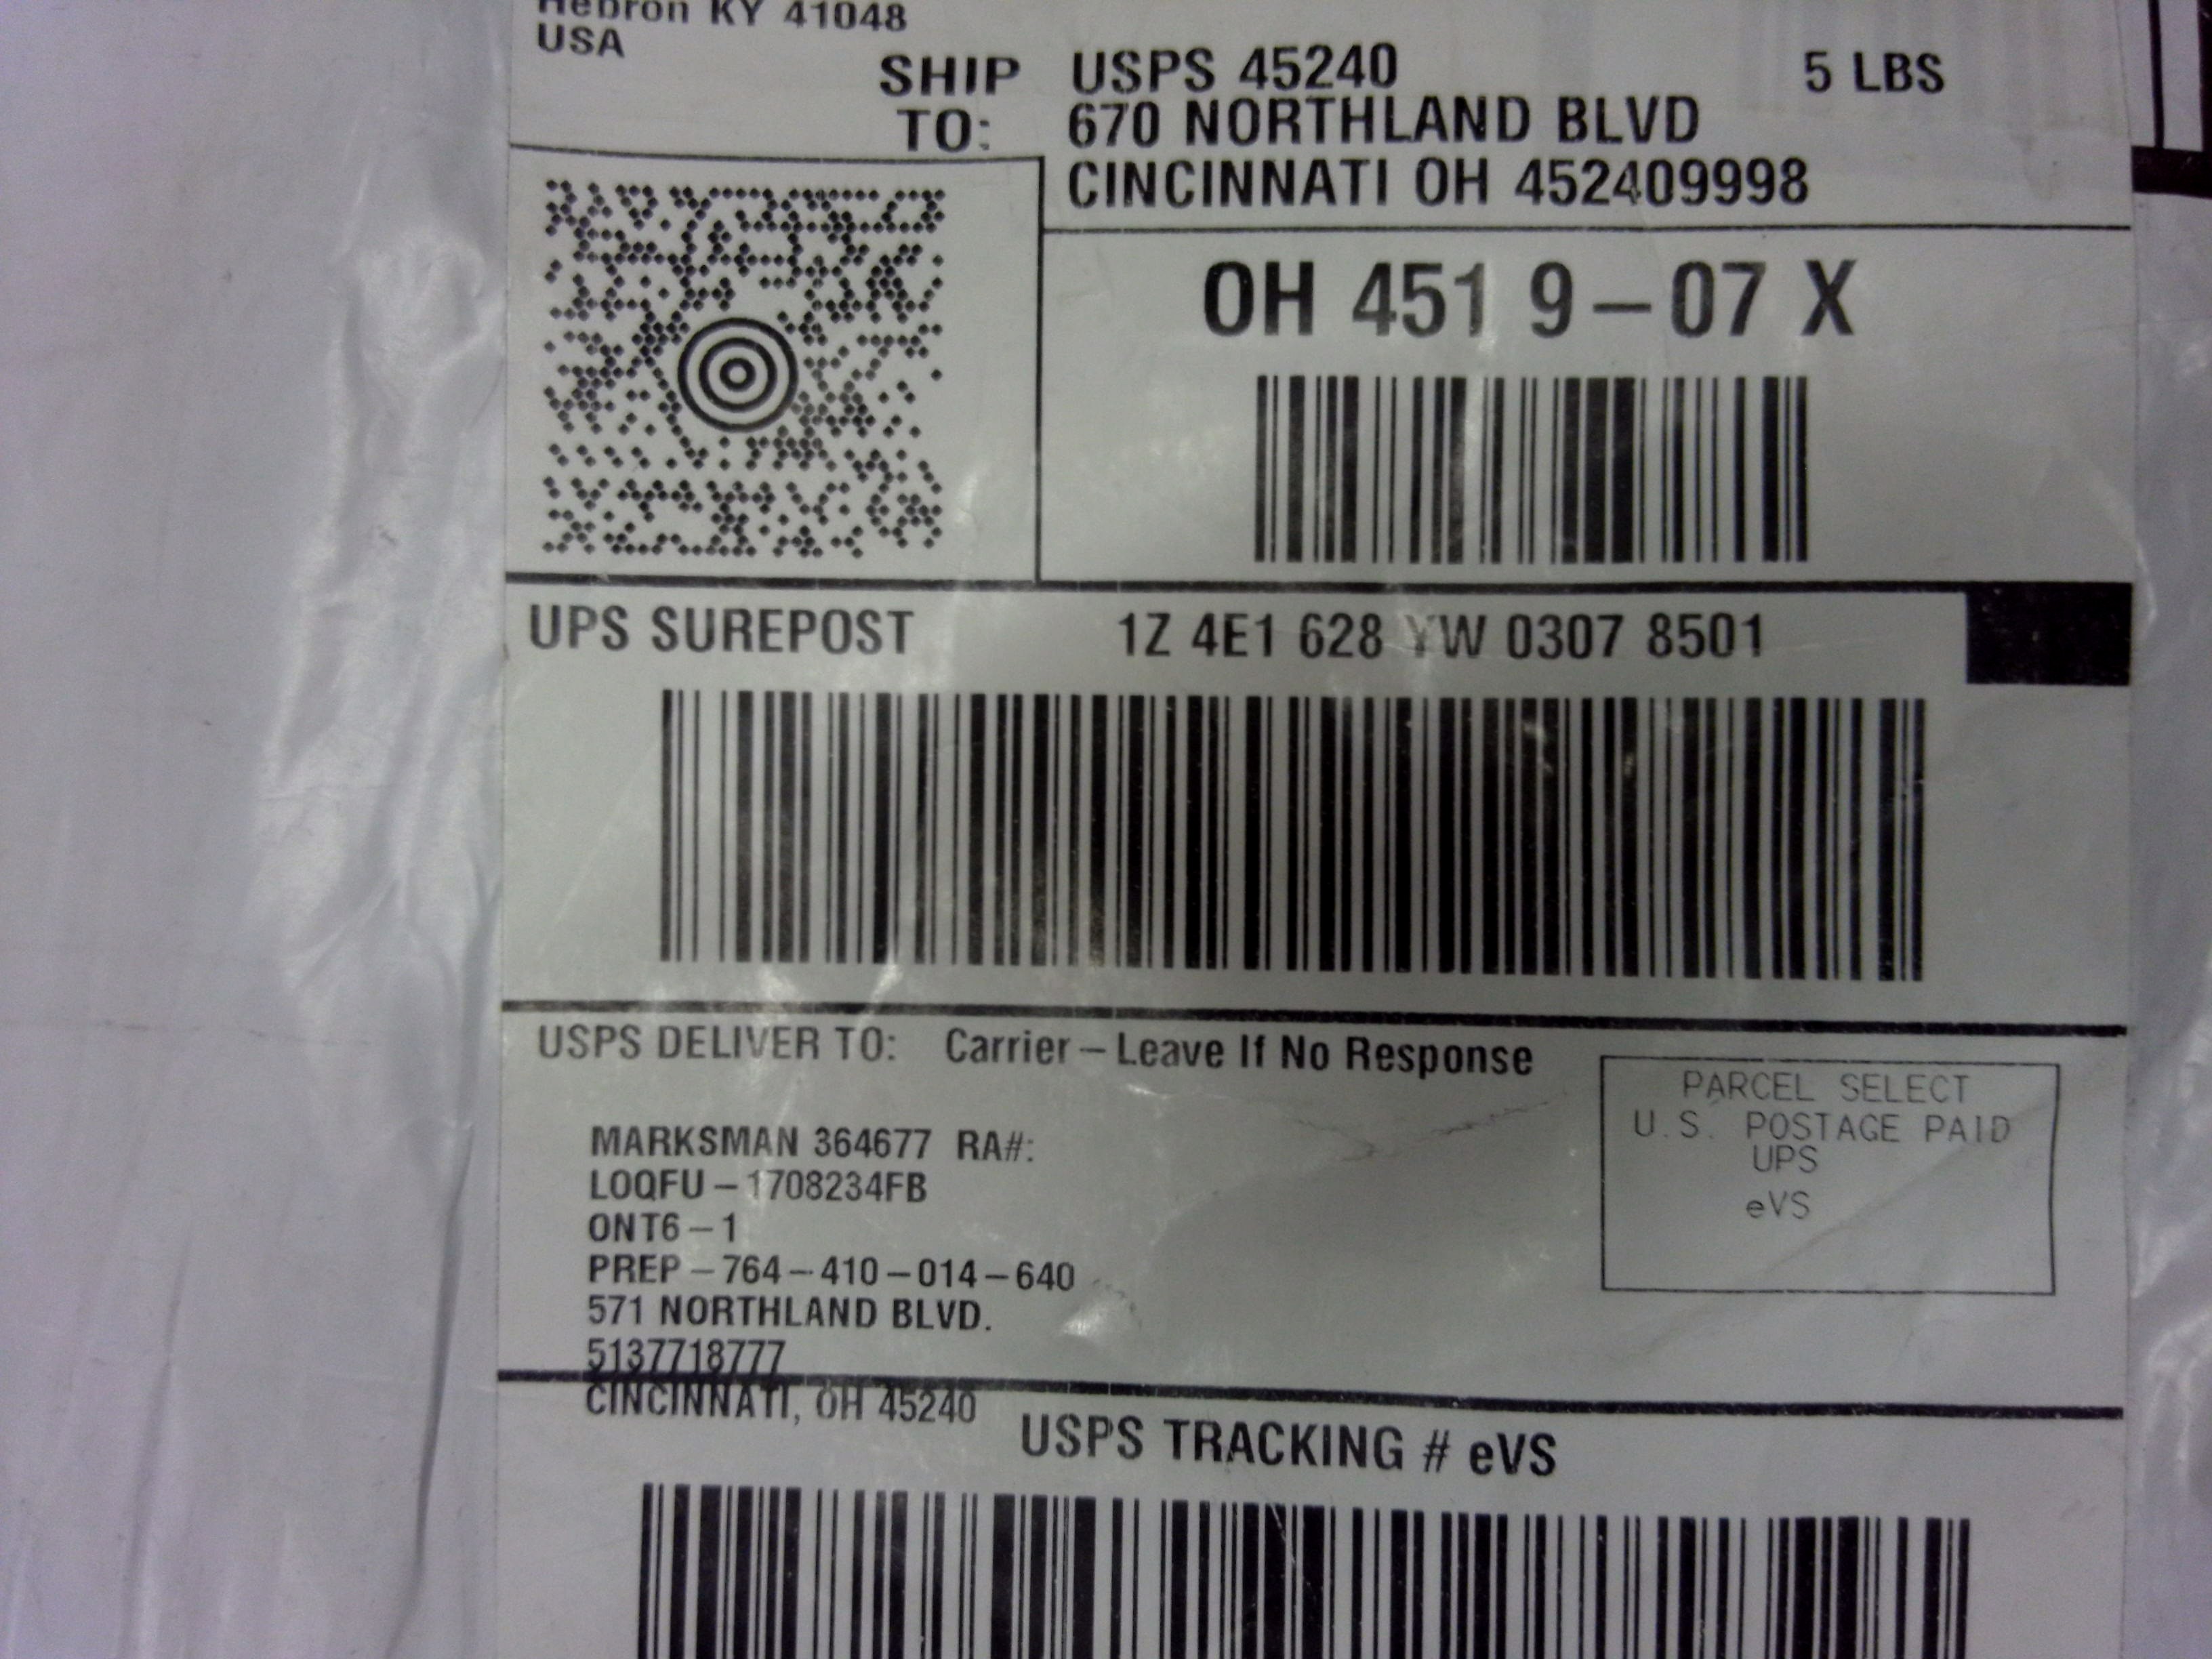 Hebron KY 41048
USA
SHIP TO: USPS 45240
5 LBS
670 NORTHLAND BLVD
CINCINNATI OH 452409998
OH 451 9-07 X
UPS SUREPOST
1Z 4E1 628 YW 0307 8501
USPS DELIVER TO: Carrier – Leave If No Response
PARCEL SELECT
U.S. POSTAGE PAID
UPS
eVS
MARKSMAN 364677 RA#:
LOQFU – 1708234FB
ONT6 – 1
PREP – 764 – 410 – 014 – 640
571 NORTHLAND BLVD.
5137718777
CINCINNATI, OH 45240
USPS TRACKING # eVS